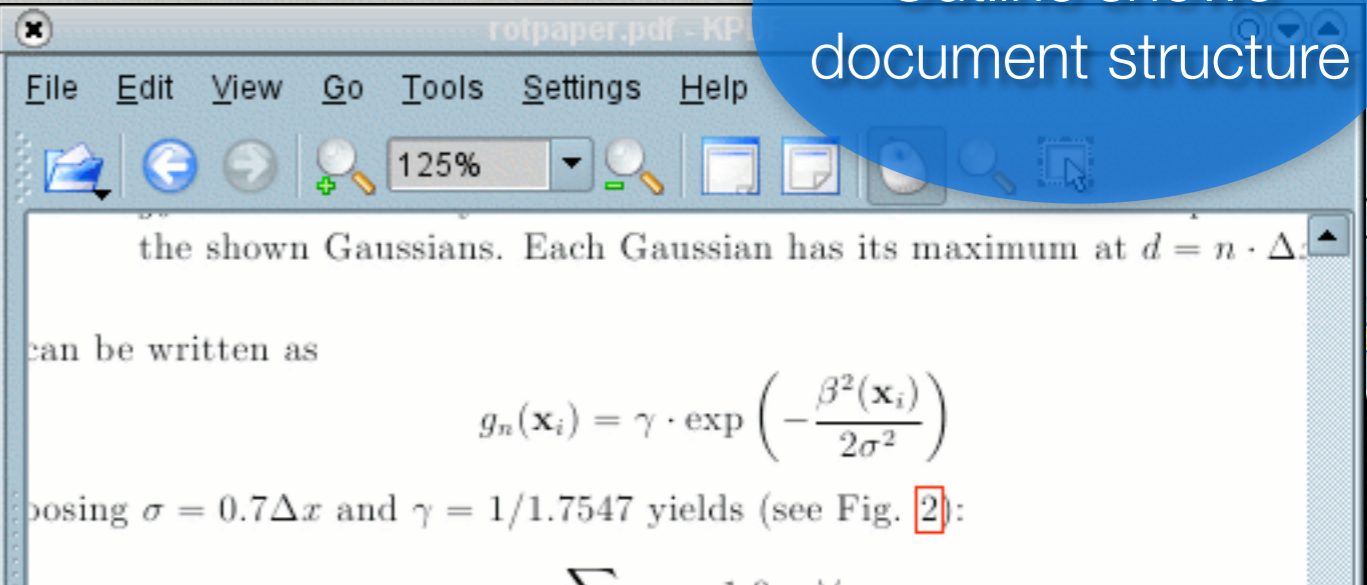 document structure
rotpaper.pdf - KPDF
File Edit View Go Tools Settings Help
125%
the shown Gaussians. Each Gaussian has its maximum at d = n · Δ
can be written as
gₙ(𝐱ᵢ) = γ · exp (−β²(𝐱ᵢ)/2σ²)
oosing σ = 0.7Δx and γ = 1/1.7547 yields (see Fig. 2):